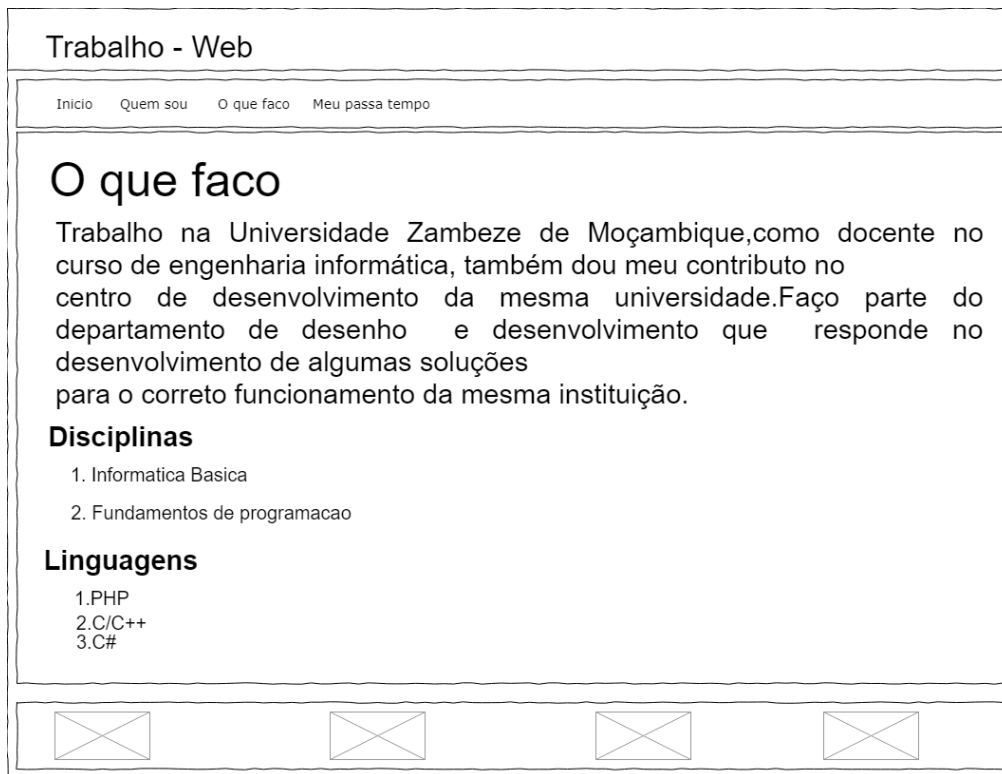 Trabalho - Web
Inicio Quem sou O que faco Meu passa tempo
O que faco
Trabalho na Universidade Zambeze de Moçambique,como docente no
curso de engenharia informática, também dou meu contributo no
centro de desenvolvimento da mesma universidade.Faço parte do
departamento de desenho e desenvolvimento que responde no
desenvolvimento de algumas soluções
para o correto funcionamento da mesma instituição.
Disciplinas
1. Informatica Basica
2. Fundamentos de programacao
Linguagens
1.PHP
2.C/C++
3.C#